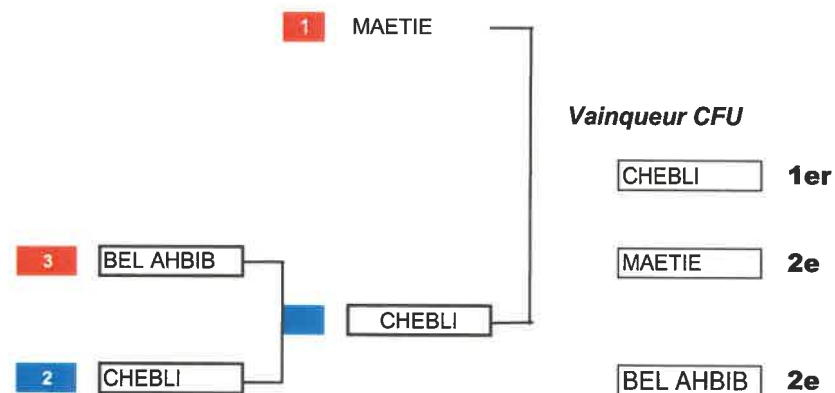 1 MAETIE
Vainqueur CFU
CHEBLI 1er
3 BEL AHBIB MAETIE 2e
CHEBLI
2 CHEBLI BEL AHBIB 2e